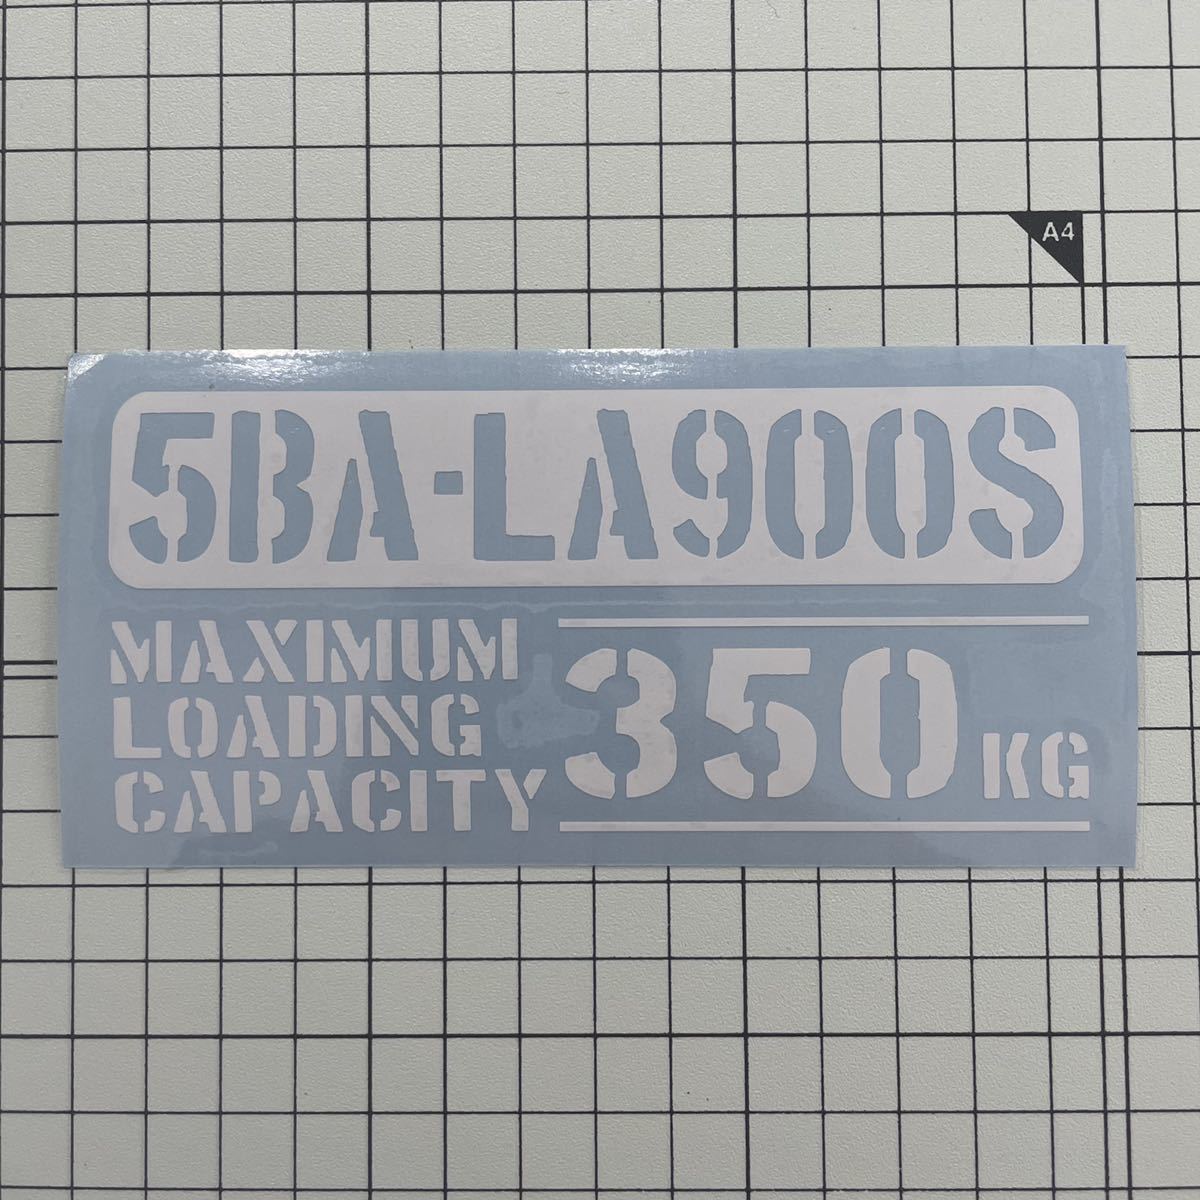 A4
5BA-LA900S
MAXIMUM
LOADING
CAPACITY
350 KG